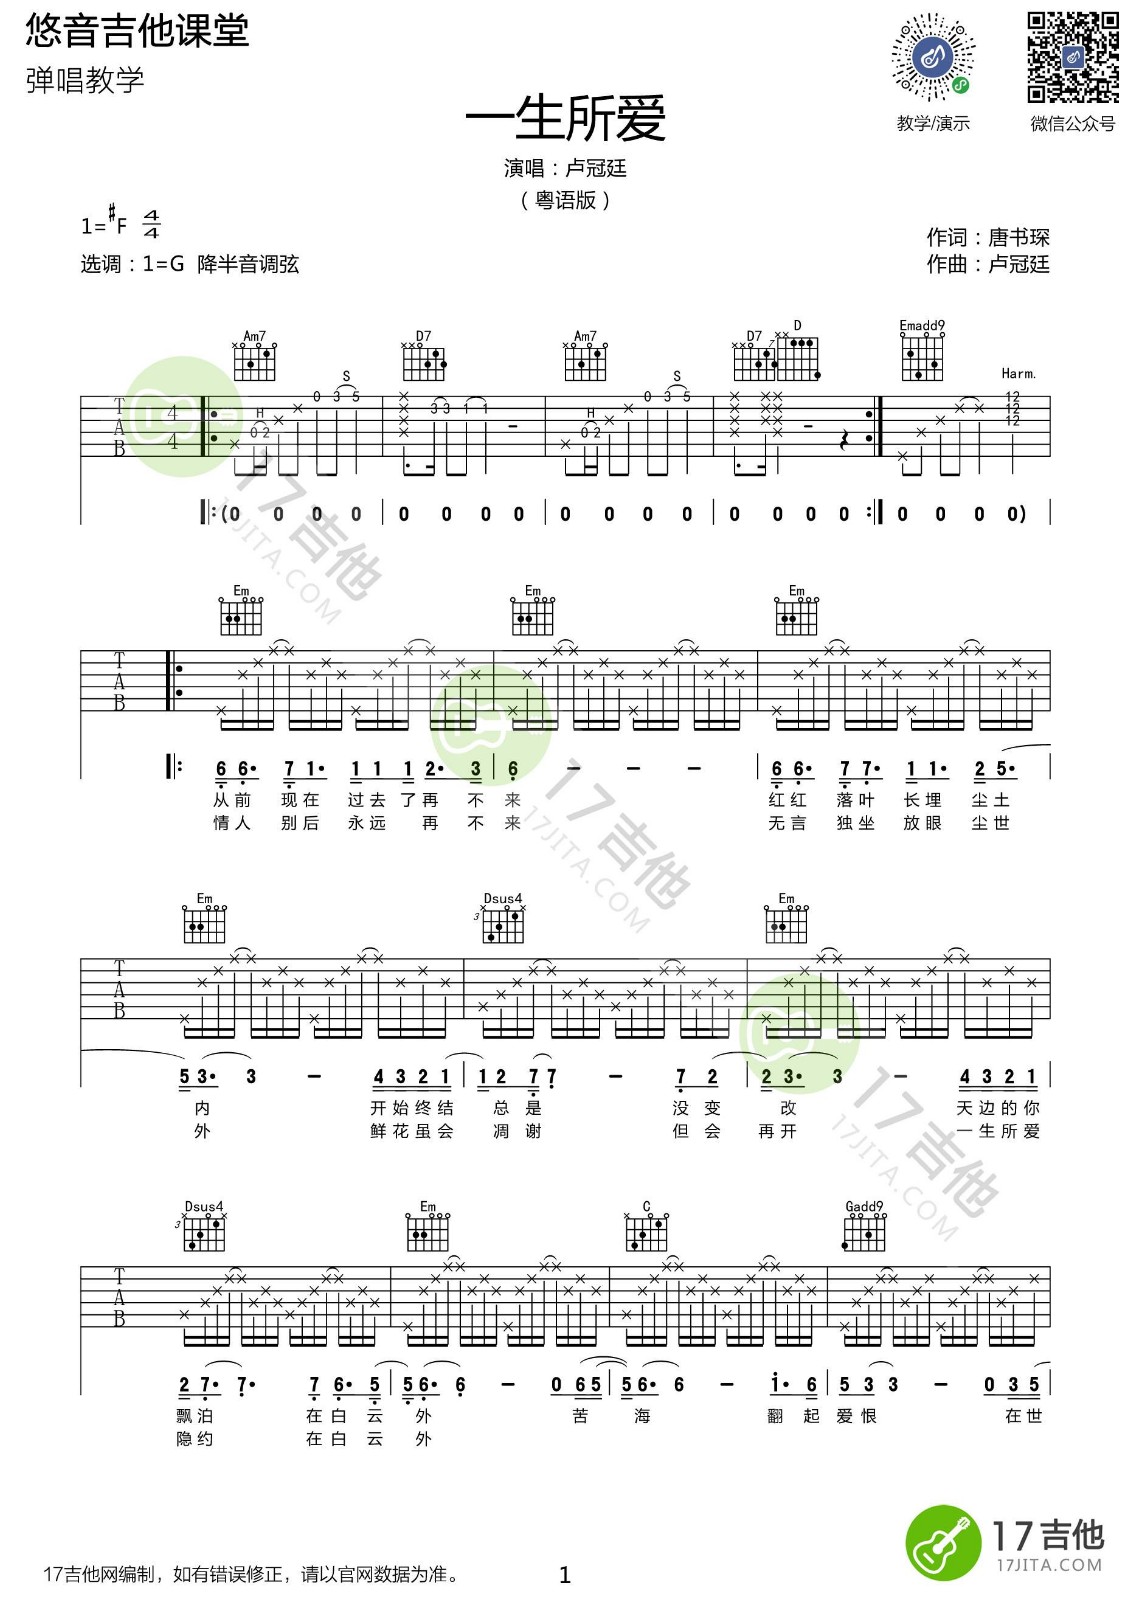 悠音吉他课堂
弹唱教学
教学/演示
微信公众号
一生所爱
演唱：卢冠廷
（粤语版）
1=#F 4/4
选调：1=G 降半音调弦
作词：唐书琛
作曲：卢冠廷
Am7 D7 Am7 D7 D Emadd9
H S H S Harm.
T A B 4/4
0 2 0 3 5 3 3 1 1 0 2 0 3 5 12 12 12
(0 0 0 0 0 0 0 0 0 0 0 0 0 0 0 0 0 0 0 0)
Em Em Em
T A B
6 6· 7 1· 1 1 1 2· 3 6 - - - 6 6· 7 7· 1 1· 2 5·
从前 现在 过去了再 不 来 红红 落叶 长埋 尘土
情人 别后 永远 再 不 来 无言 独坐 放眼 尘世
Em Dsus4 Em
3
T A B
5 3· 3 - 4 3 2 1 1 2 7 7· - 7 2 2 3· 3 - 4 3 2 1
内 开始终结 总是 没变 改 天边的你
外 鲜花虽会 凋谢 但会 再开 一生所爱
Dsus4 Em C Gadd9
3
T A B
2 7· 7· 7 6· 5 5 6· 6 - 0 6 5 5 6· 6 - 1· 6 5 3 3 - 0 3 5
飘泊 在白云 外 苦 海 翻起 爱恨 在世
隐约 在白云 外
17吉他网编制，如有错误修正，请以官网数据为准。
1
17吉他
17JITA.COM